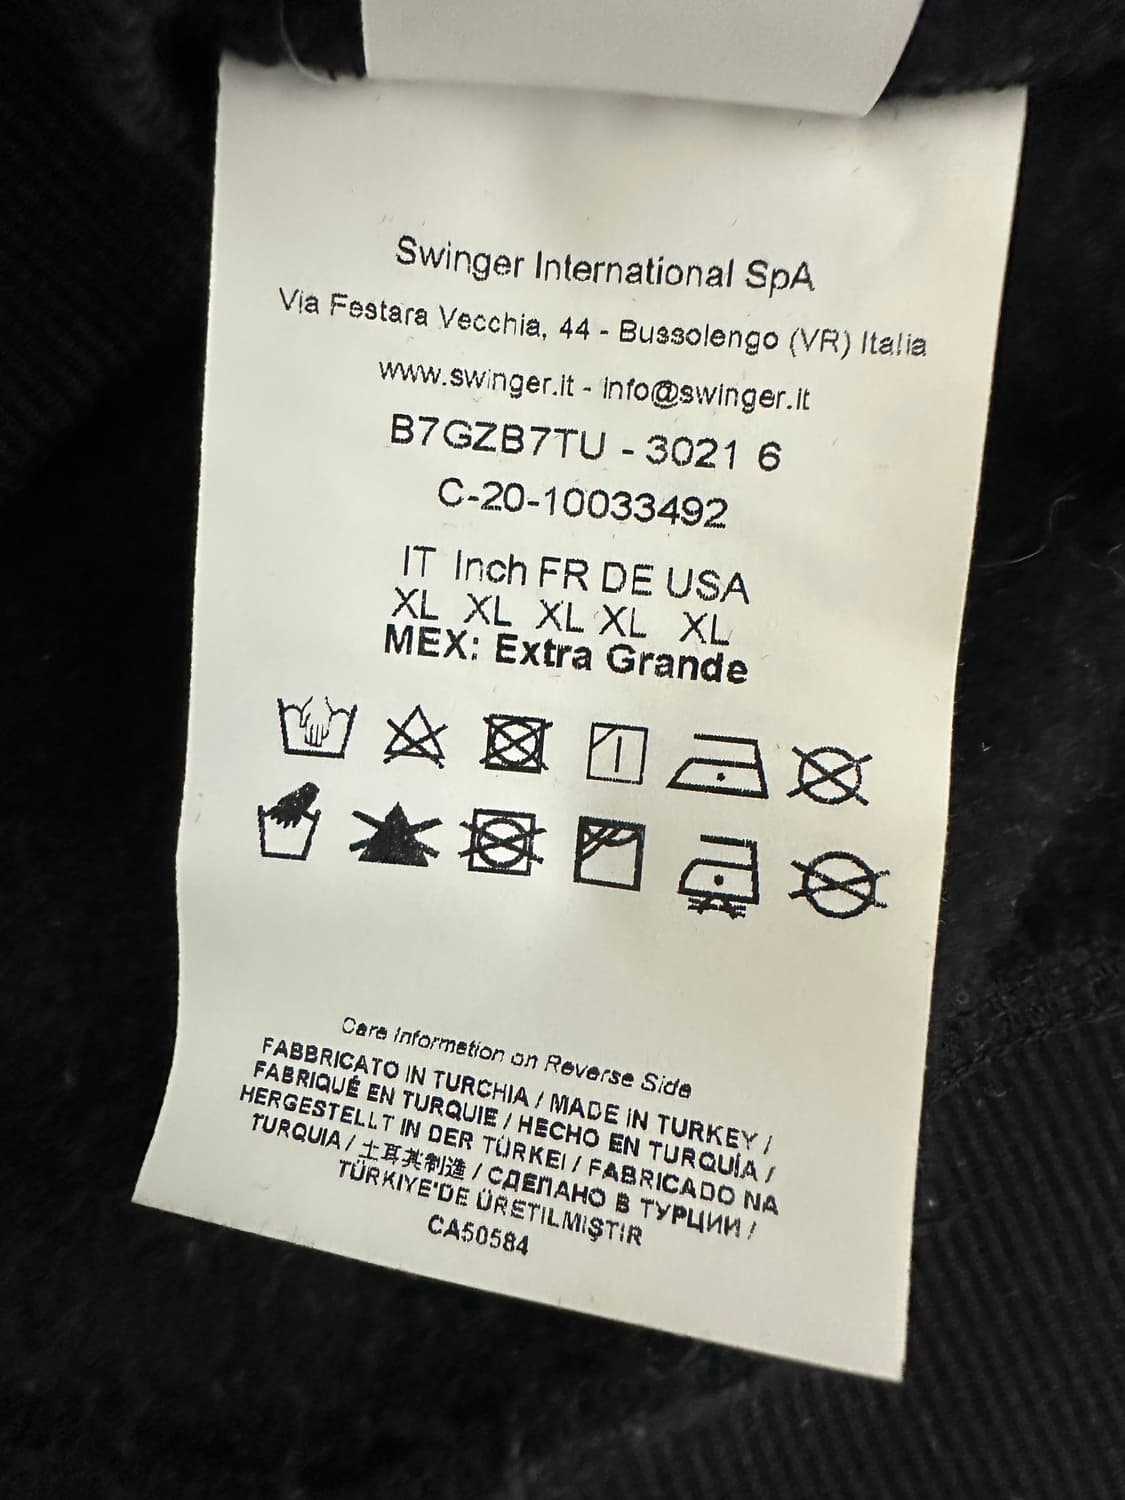 Swinger International SpA
Via Festara Vecchia, 44 - Bussolengo (VR) Italia
www.swinger.it - info@swinger.it
B7GZB7TU - 3021 6
C-20-10033492
IT Inch FR DE USA
XL XL XL XL XL
MEX: Extra Grande
Care Information on Reverse Side
FABBRICATO IN TURCHIA / MADE IN TURKEY /
FABRIQUÉ EN TURQUIE / HECHO EN TURQUÍA /
HERGESTELLT IN DER TÜRKEI / FABRICADO NA
TURQUIA / 土耳其制造 / СДЕЛАНО В ТУРЦИИ /
TÜRKIYE'DE ÜRETILMIŞTIR
CA50584